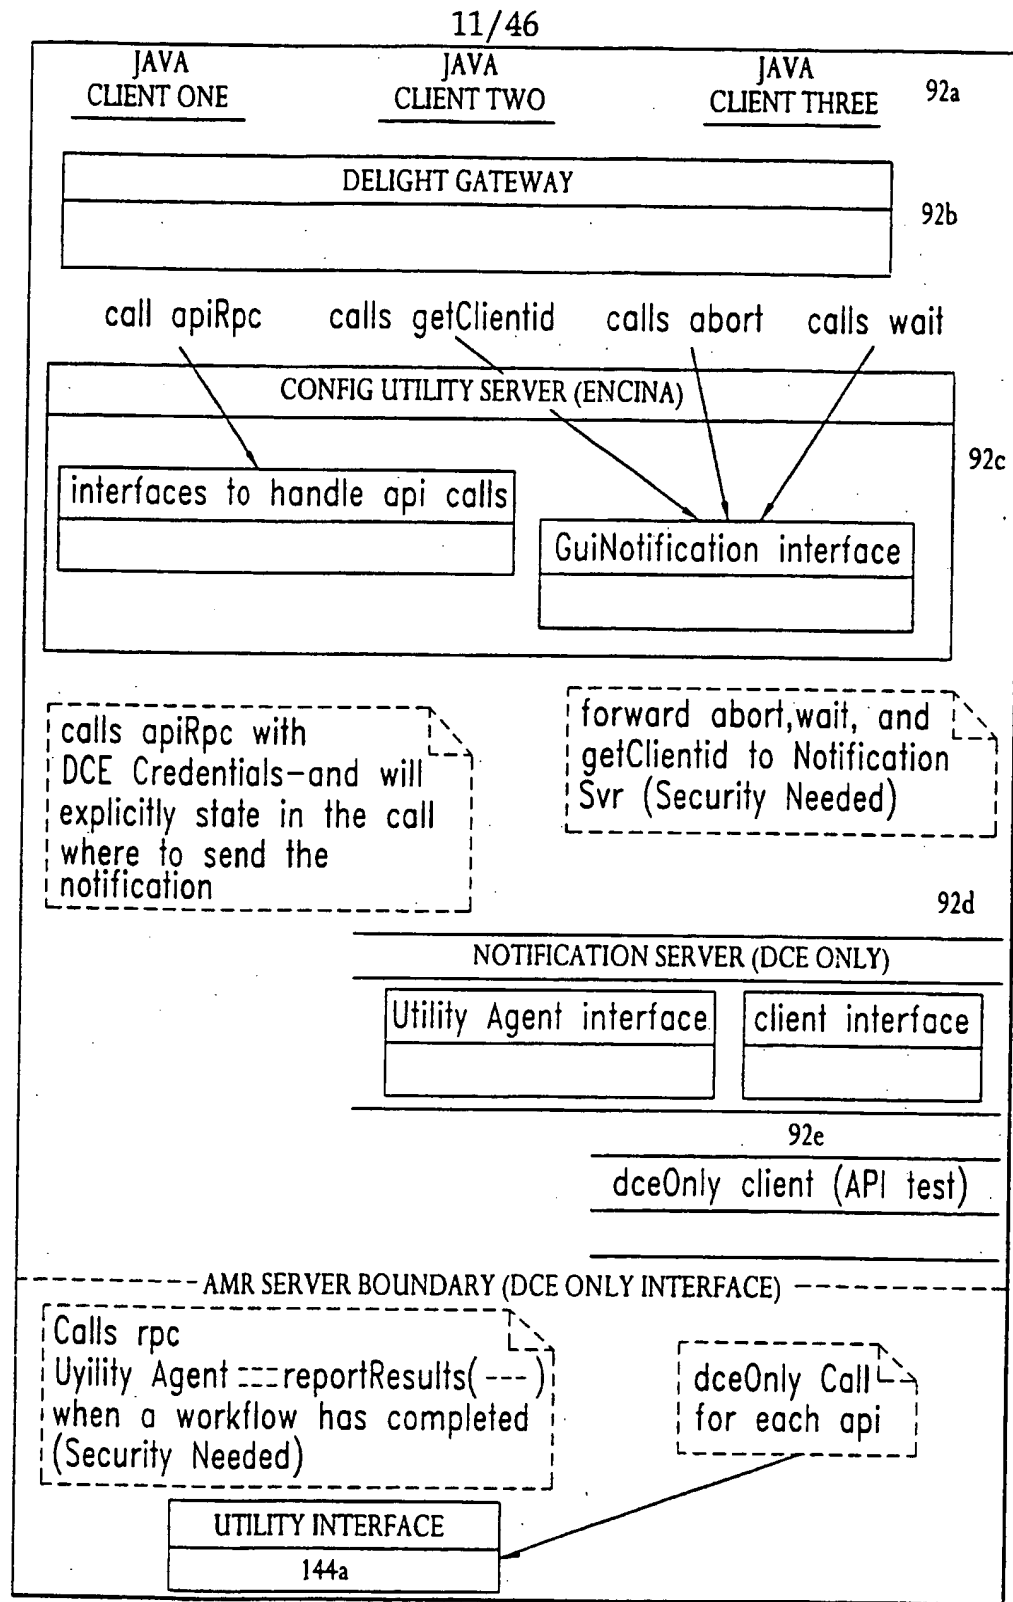 11/46
JAVA
CLIENT ONE
JAVA
CLIENT TWO
JAVA
CLIENT THREE
92a
DELIGHT GATEWAY
92b
call apiRpc
calls getClientid
calls abort
calls wait
CONFIG UTILITY SERVER (ENCINA)
92c
interfaces to handle api calls
GuiNotification interface
calls apiRpc with
DCE Credentials-and will
explicitly state in the call
where to send the
notification
forward abort,wait, and
getClientid to Notification
Svr (Security Needed)
92d
NOTIFICATION SERVER (DCE ONLY)
Utility Agent interface
client interface
92e
dceOnly client (API test)
AMR SERVER BOUNDARY (DCE ONLY INTERFACE)
Calls rpc
Uyility Agent :::reportResults( --- )
when a workflow has completed
(Security Needed)
dceOnly Call
for each api
UTILITY INTERFACE
144a